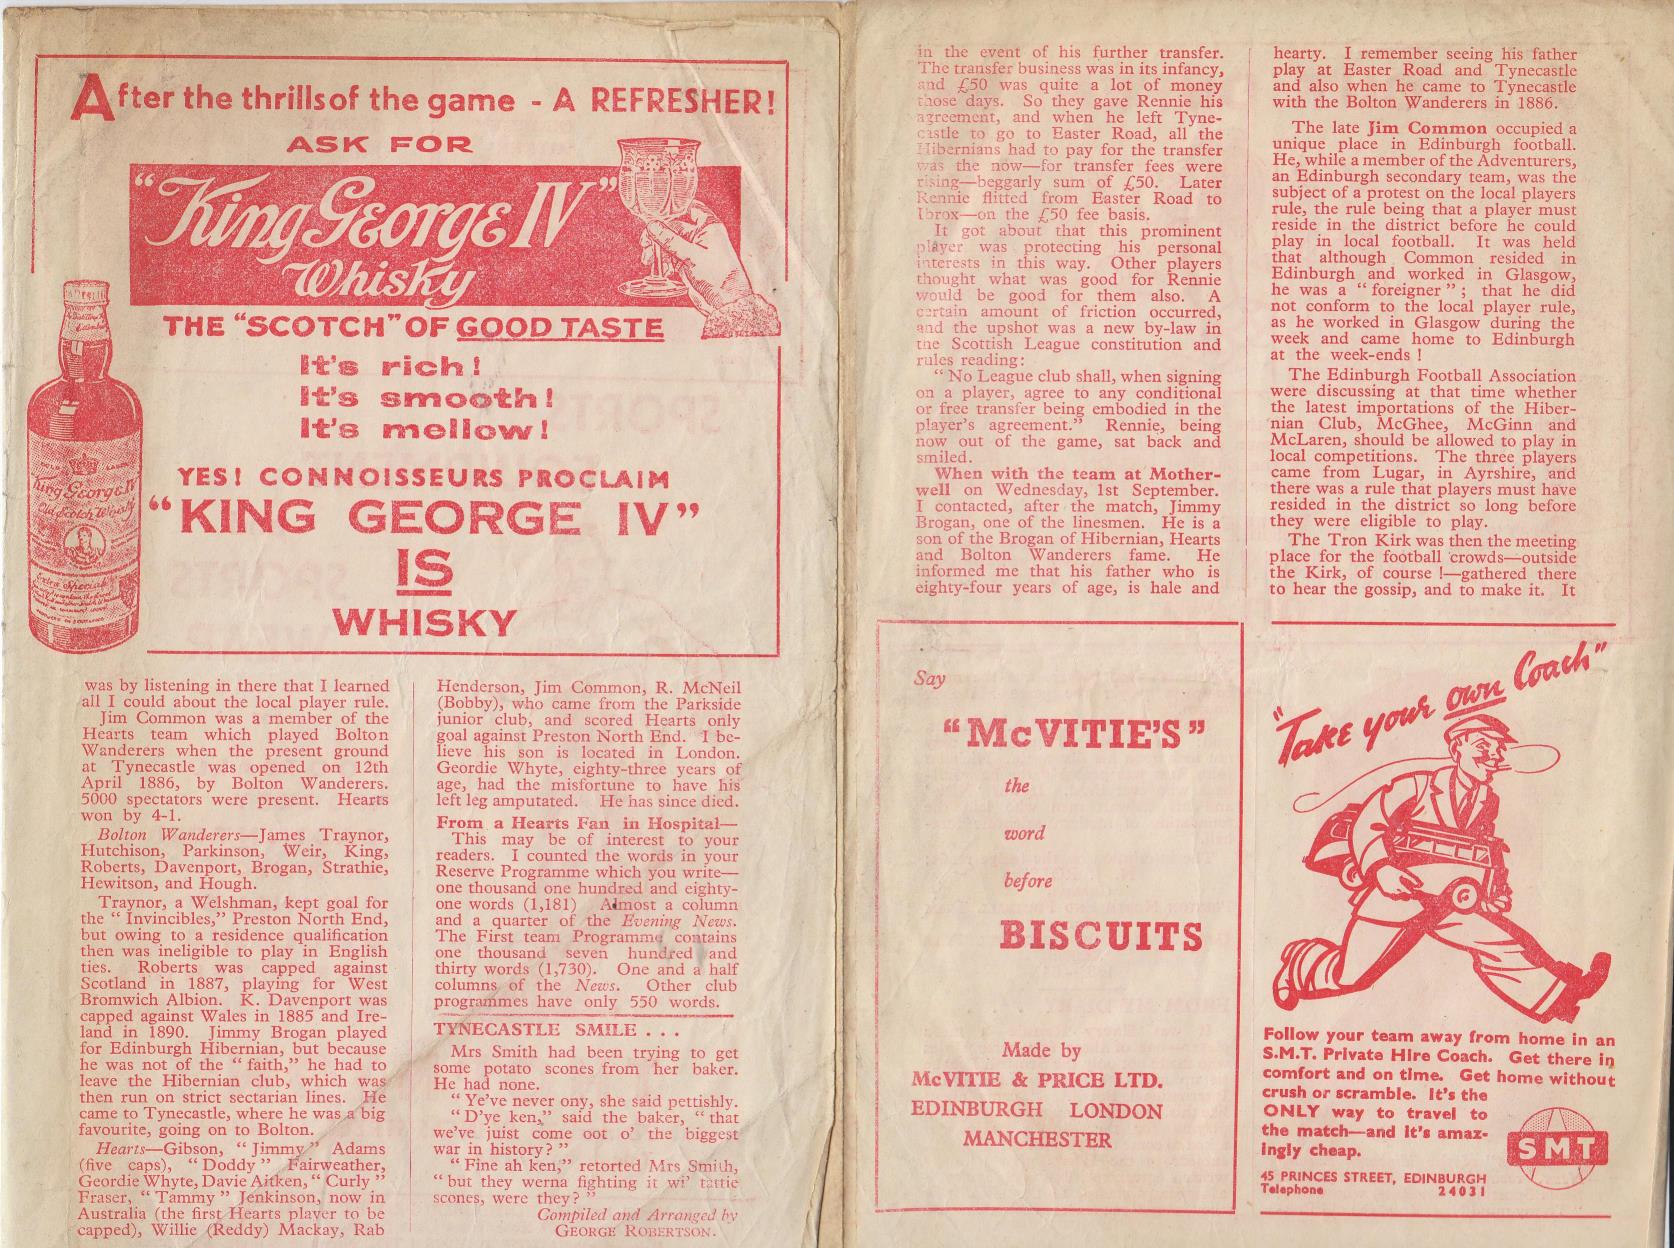 After the thrills of the game - A REFRESHER!
ASK FOR
"King George IV"
Whisky
THE "SCOTCH" OF GOOD TASTE
It's rich!
It's smooth!
It's mellow!
YES! CONNOISSEURS PROCLAIM
"KING GEORGE IV"
IS
WHISKY
King George IV
Old Scotch Whisky
Extra Special
was by listening in there that I learned
all I could about the local player rule.
Jim Common was a member of the
Hearts team which played Bolton
Wanderers when the present ground
at Tynecastle was opened on 12th
April 1886, by Bolton Wanderers.
5000 spectators were present. Hearts
won by 4-1.
Bolton Wanderers—James Traynor,
Hutchison, Parkinson, Weir, King,
Roberts, Davenport, Brogan, Strathie,
Hewitson, and Hough.
Traynor, a Welshman, kept goal for
the "Invincibles," Preston North End,
but owing to a residence qualification
then was ineligible to play in English
ties. Roberts was capped against
Scotland in 1887, playing for West
Bromwich Albion. K. Davenport was
capped against Wales in 1885 and Ire-
land in 1890. Jimmy Brogan played
for Edinburgh Hibernian, but because
he was not of the "faith," he had to
leave the Hibernian club, which was
then run on strict sectarian lines. He
came to Tynecastle, where he was a big
favourite, going on to Bolton.
Hearts—Gibson, "Jimmy" Adams
(five caps), "Doddy" Fairweather,
Geordie Whyte, Davie Aitken, "Curly"
Fraser, "Tammy" Jenkinson, now in
Australia (the first Hearts player to be
capped), Willie (Reddy) Mackay, Rab
Henderson, Jim Common, R. McNeil
(Bobby), who came from the Parkside
junior club, and scored Hearts only
goal against Preston North End. I be-
lieve his son is located in London.
Geordie Whyte, eighty-three years of
age, had the misfortune to have his
left leg amputated. He has since died.
From a Hearts Fan in Hospital—
This may be of interest to your
readers. I counted the words in your
Reserve Programme which you write—
one thousand one hundred and eighty-
one words (1,181) Almost a column
and a quarter of the Evening News.
The First team Programme contains
one thousand seven hundred and
thirty words (1,730). One and a half
columns of the News. Other club
programmes have only 550 words.
TYNECASTLE SMILE . . .
Mrs Smith had been trying to get
some potato scones from her baker.
He had none.
"Ye've never ony, she said pettishly.
"D'ye ken," said the baker, "that
we've juist come oot o' the biggest
war in history?"
"Fine ah ken," retorted Mrs Smith,
"but they werna fighting it wi' tattie
scones, were they?"
Compiled and Arranged by
GEORGE ROBERTSON.
in the event of his further transfer.
The transfer business was in its infancy,
and £50 was quite a lot of money
those days. So they gave Rennie his
agreement, and when he left Tyne-
castle to go to Easter Road, all the
Hibernians had to pay for the transfer
was the now—for transfer fees were
rising—beggarly sum of £50. Later
Rennie flitted from Easter Road to
Ibrox—on the £50 fee basis.
It got about that this prominent
player was protecting his personal
interests in this way. Other players
thought what was good for Rennie
would be good for them also. A
certain amount of friction occurred,
and the upshot was a new by-law in
the Scottish League constitution and
rules reading:
"No League club shall, when signing
on a player, agree to any conditional
or free transfer being embodied in the
player's agreement." Rennie, being
now out of the game, sat back and
smiled.
When with the team at Mother-
well on Wednesday, 1st September.
I contacted, after the match, Jimmy
Brogan, one of the linesmen. He is a
son of the Brogan of Hibernian, Hearts
and Bolton Wanderers fame. He
informed me that his father who is
eighty-four years of age, is hale and
hearty. I remember seeing his father
play at Easter Road and Tynecastle
and also when he came to Tynecastle
with the Bolton Wanderers in 1886.
The late Jim Common occupied a
unique place in Edinburgh football.
He, while a member of the Adventurers,
an Edinburgh secondary team, was the
subject of a protest on the local players
rule, the rule being that a player must
reside in the district before he could
play in local football. It was held
that although Common resided in
Edinburgh and worked in Glasgow,
he was a "foreigner"; that he did
not conform to the local player rule,
as he worked in Glasgow during the
week and came home to Edinburgh
at the week-ends!
The Edinburgh Football Association
were discussing at that time whether
the latest importations of the Hiber-
nian Club, McGhee, McGinn and
McLaren, should be allowed to play in
local competitions. The three players
came from Lugar, in Ayrshire, and
there was a rule that players must have
resided in the district so long before
they were eligible to play.
The Tron Kirk was then the meeting
place for the football crowds—outside
the Kirk, of course!—gathered there
to hear the gossip, and to make it. It
Say
"McVITIE'S"
the
word
before
BISCUITS
Made by
McVITIE & PRICE LTD.
EDINBURGH LONDON
MANCHESTER
"Take your own Coach"
Follow your team away from home in an
S.M.T. Private Hire Coach. Get there in
comfort and on time. Get home without
crush or scramble. It's the
ONLY way to travel to
the match—and it's amaz-
ingly cheap.
45 PRINCES STREET, EDINBURGH
Telephone 24031
SMT